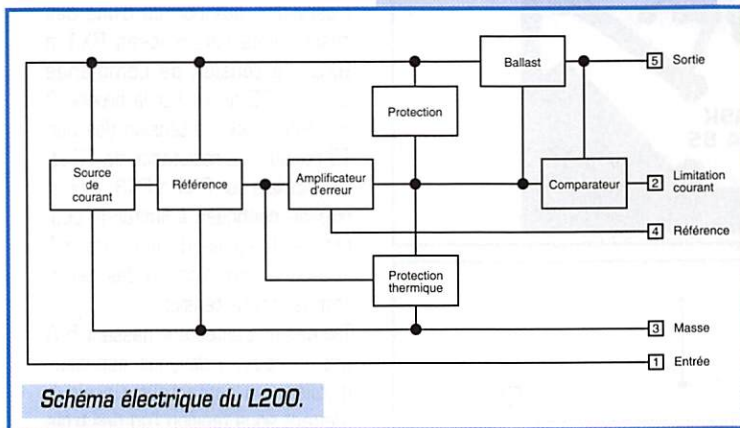 Ballast
5 Sortie
Protection
Source
de
courant
Référence
Amplificateur
d'erreur
Comparateur
2 Limitation
courant
4 Référence
Protection
thermique
3 Masse
1 Entrée
Schéma électrique du L200.